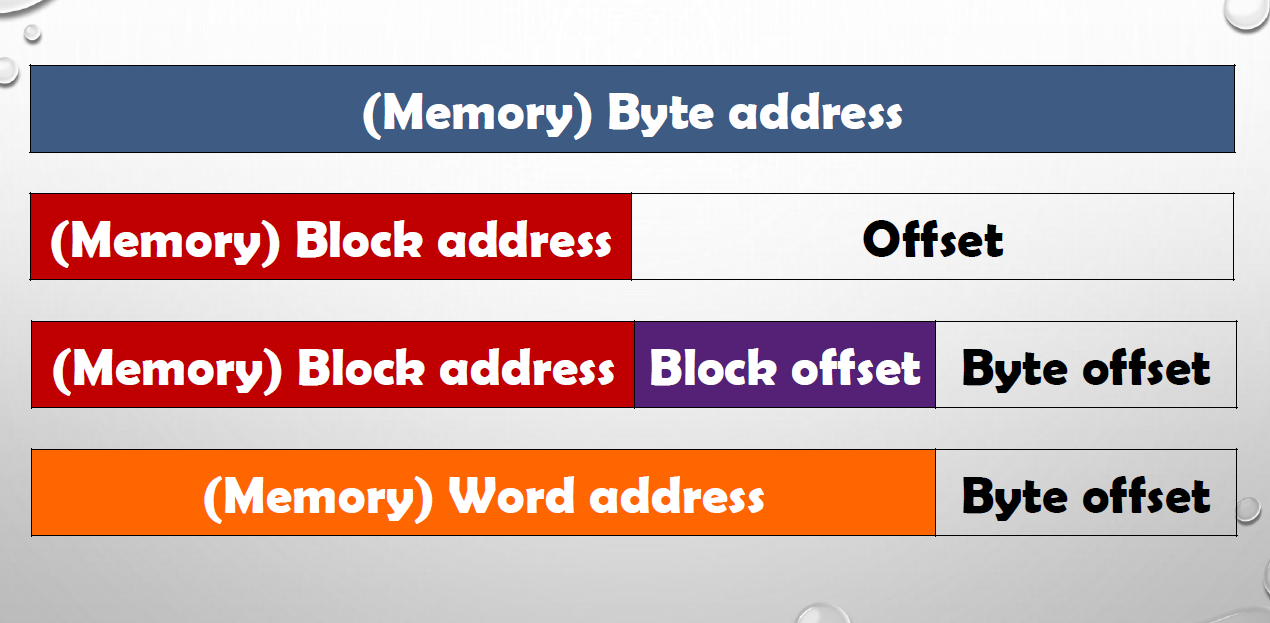 (Memory) Byte address
(Memory) Block address Offset
(Memory) Block address Block offset Byte offset
(Memory) Word address Byte offset